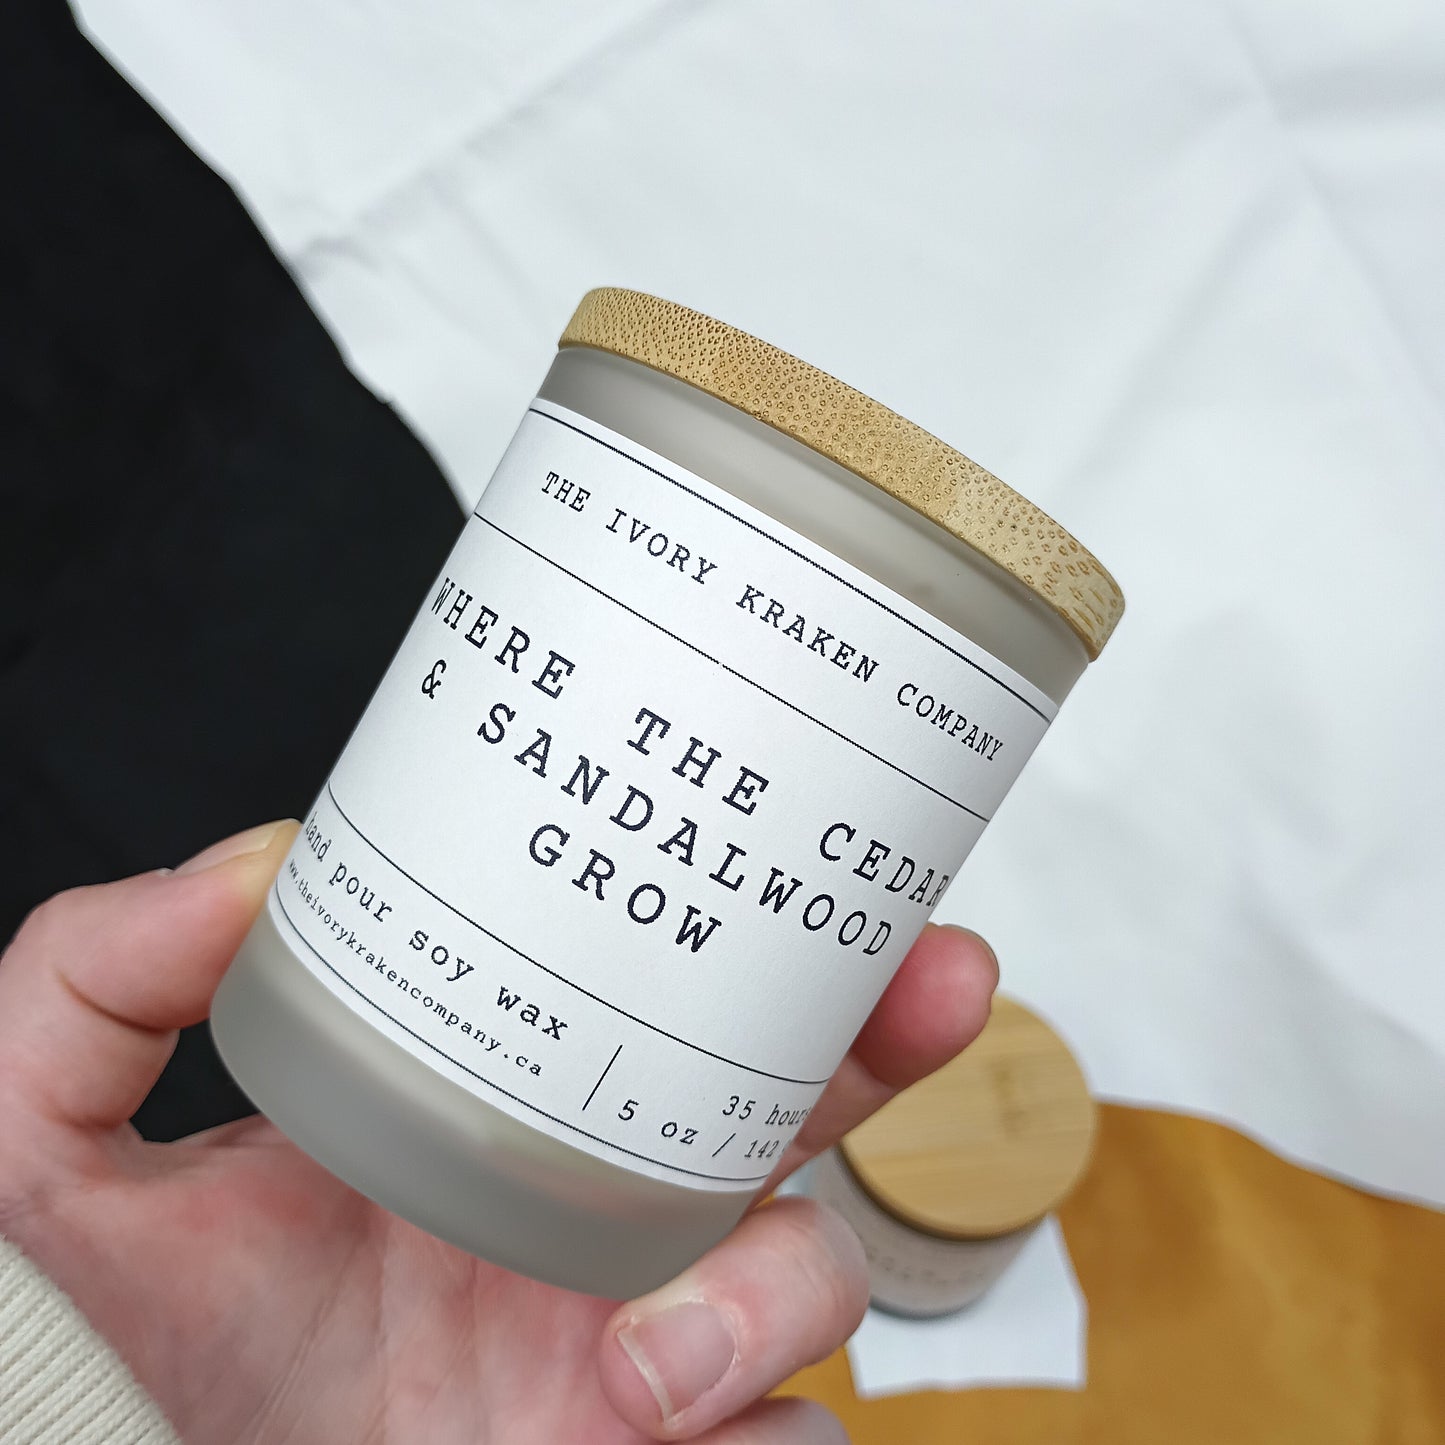 THE IVORY KRAKEN COMPANY
WHERE THE CEDAR
& SANDALWOOD
GROW
hand pour soy wax
www.theivorykrakencompany.ca
35 hours
5 oz / 142